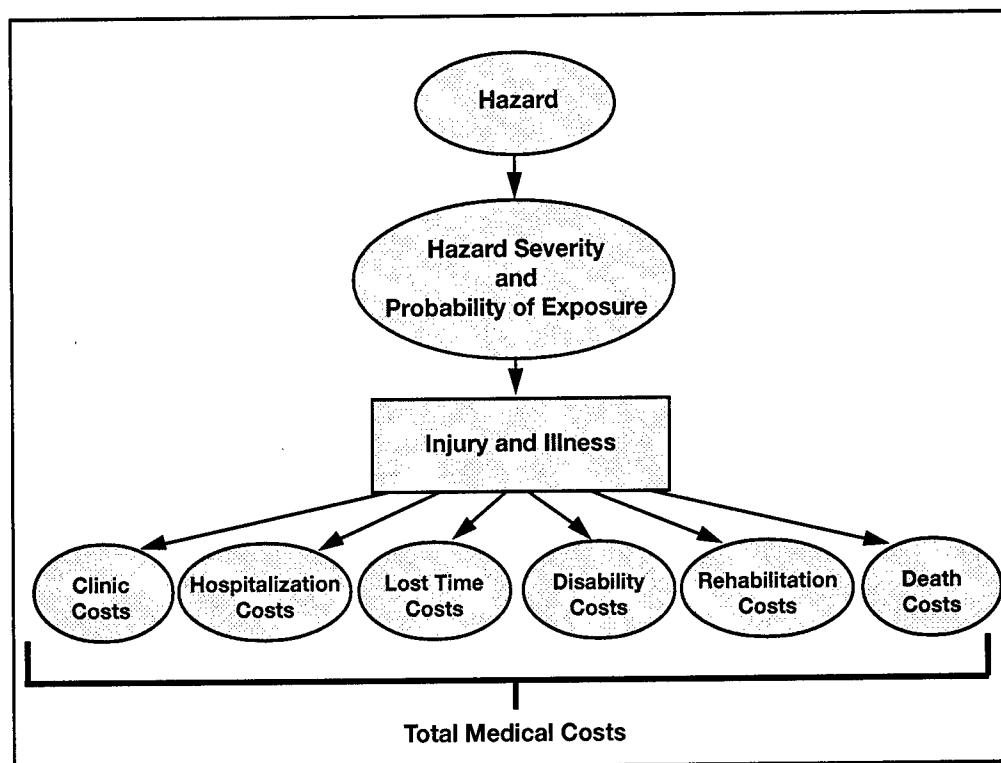 Hazard
Hazard Severity
and
Probability of Exposure
Injury and Illness
Clinic
Costs
Hospitalization
Costs
Lost Time
Costs
Disability
Costs
Rehabilitation
Costs
Death
Costs
Total Medical Costs